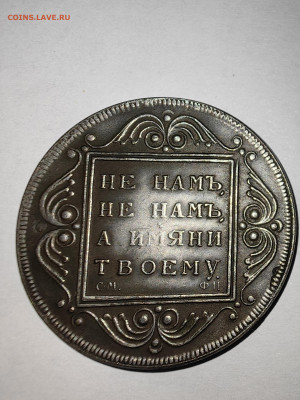 COINS.LAVE.RU
НЕ НАМЪ,
НЕ НАМЪ,
А ИМЯНИ
ТВОЕМУ.
С.М. Ф.Ц.